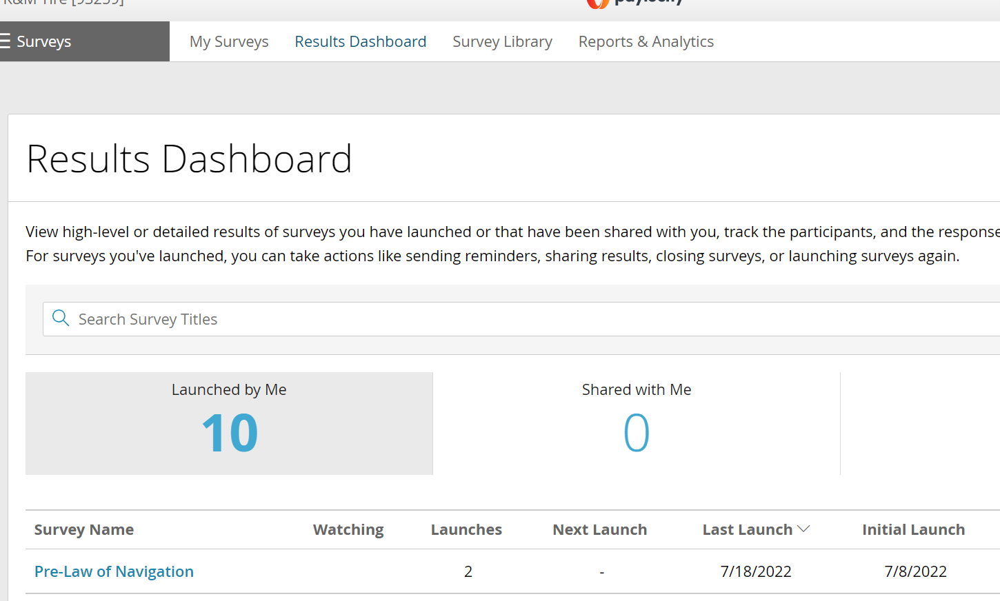 Surveys
My Surveys Results Dashboard Survey Library Reports & Analytics
Results Dashboard
View high-level or detailed results of surveys you have launched or that have been shared with you, track the participants, and the response
For surveys you've launched, you can take actions like sending reminders, sharing results, closing surveys, or launching surveys again.
Search Survey Titles
Launched by Me Shared with Me
10 0
Survey Name Watching Launches Next Launch Last Launch Initial Launch
Pre-Law of Navigation 2 - 7/18/2022 7/8/2022